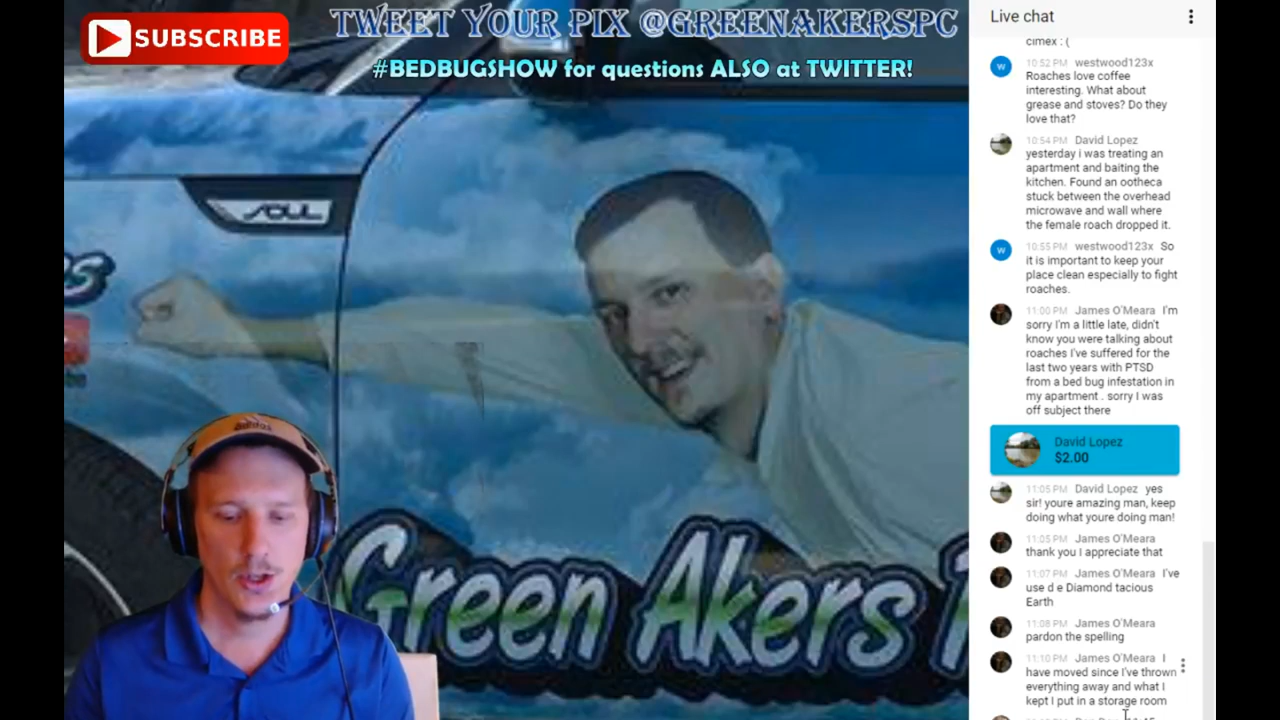 TWEET YOUR PIX @GREENAKERSPC
SUBSCRIBE
#BEDBUGSHOW for questions ALSO at TWITTER!
SOUL
adidas
Green Akers
Live chat
cimex : (
W
10:52 PM westwood123x
Roaches love coffee
interesting. What about
grease and stoves? Do they
love that?
10:54 PM David Lopez
yesterday i was treating an
apartment and baiting the
kitchen. Found an ootheca
stuck between the overhead
microwave and wall where
the female roach dropped it.
W
10:55 PM westwood123x So
it is important to keep your
place clean especially to fight
roaches.
11:00 PM James O'Meara I'm
sorry I'm a little late, didn't
know you were talking about
roaches I've suffered for the
last two years with PTSD
from a bed bug infestation in
my apartment . sorry I was
off subject there
David Lopez
$2.00
11:05 PM David Lopez yes
sir! youre amazing man, keep
doing what youre doing man!
11:05 PM James O'Meara
thank you I appreciate that
11:07 PM James O'Meara I've
use d e Diamond tacious
Earth
11:08 PM James O'Meara
pardon the spelling
11:10 PM James O'Meara I
have moved since I've thrown
everything away and what I
kept I put in a storage room